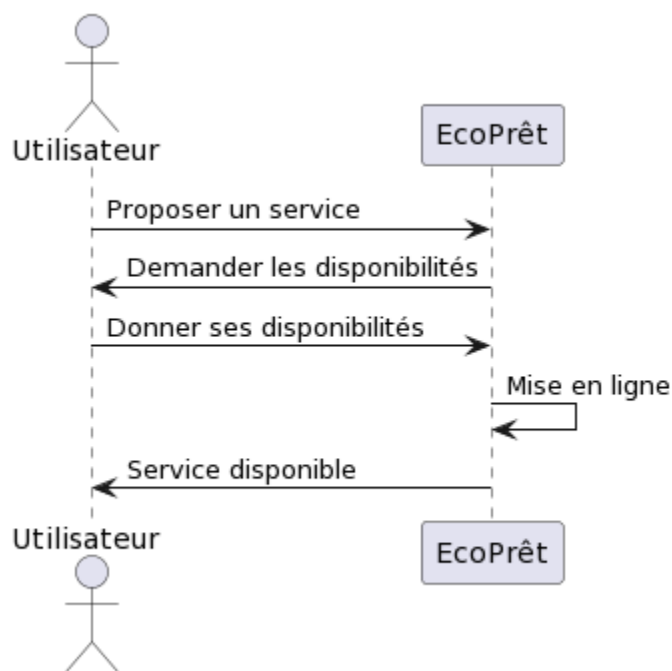 Utilisateur
EcoPrêt
Proposer un service
Demander les disponibilités
Donner ses disponibilités
Mise en ligne
Service disponible
Utilisateur
EcoPrêt